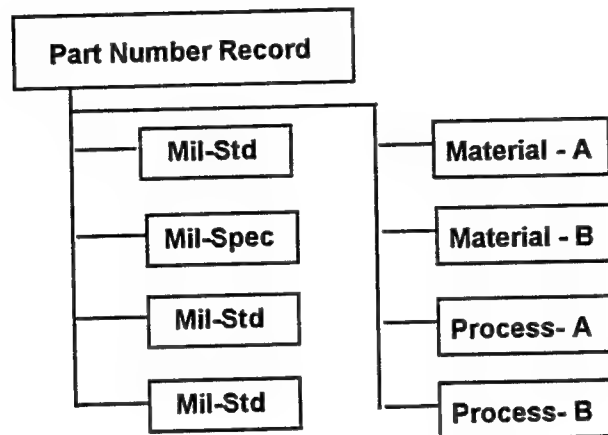 Part Number Record
Mil-Std
Mil-Spec
Mil-Std
Mil-Std
Material - A
Material - B
Process- A
Process- B